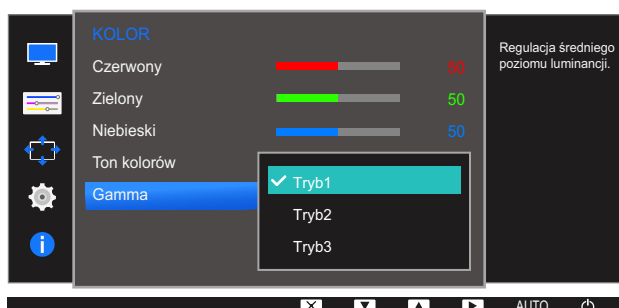 KOLOR
Czerwony 50
Zielony 50
Niebieski 50
Ton kolorów
Gamma
Tryb1
Tryb2
Tryb3
Regulacja średniego
poziomu luminancji.
AUTO